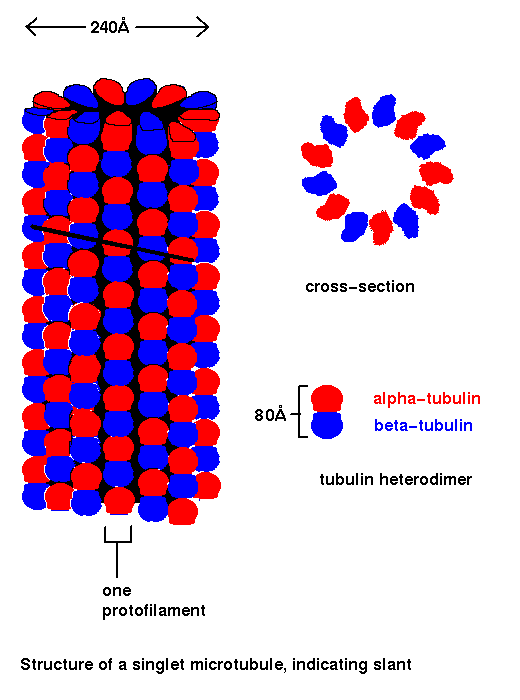 240Å
cross-section
80Å
alpha-tubulin
beta-tubulin
tubulin heterodimer
one
protofilament
Structure of a singlet microtubule, indicating slant